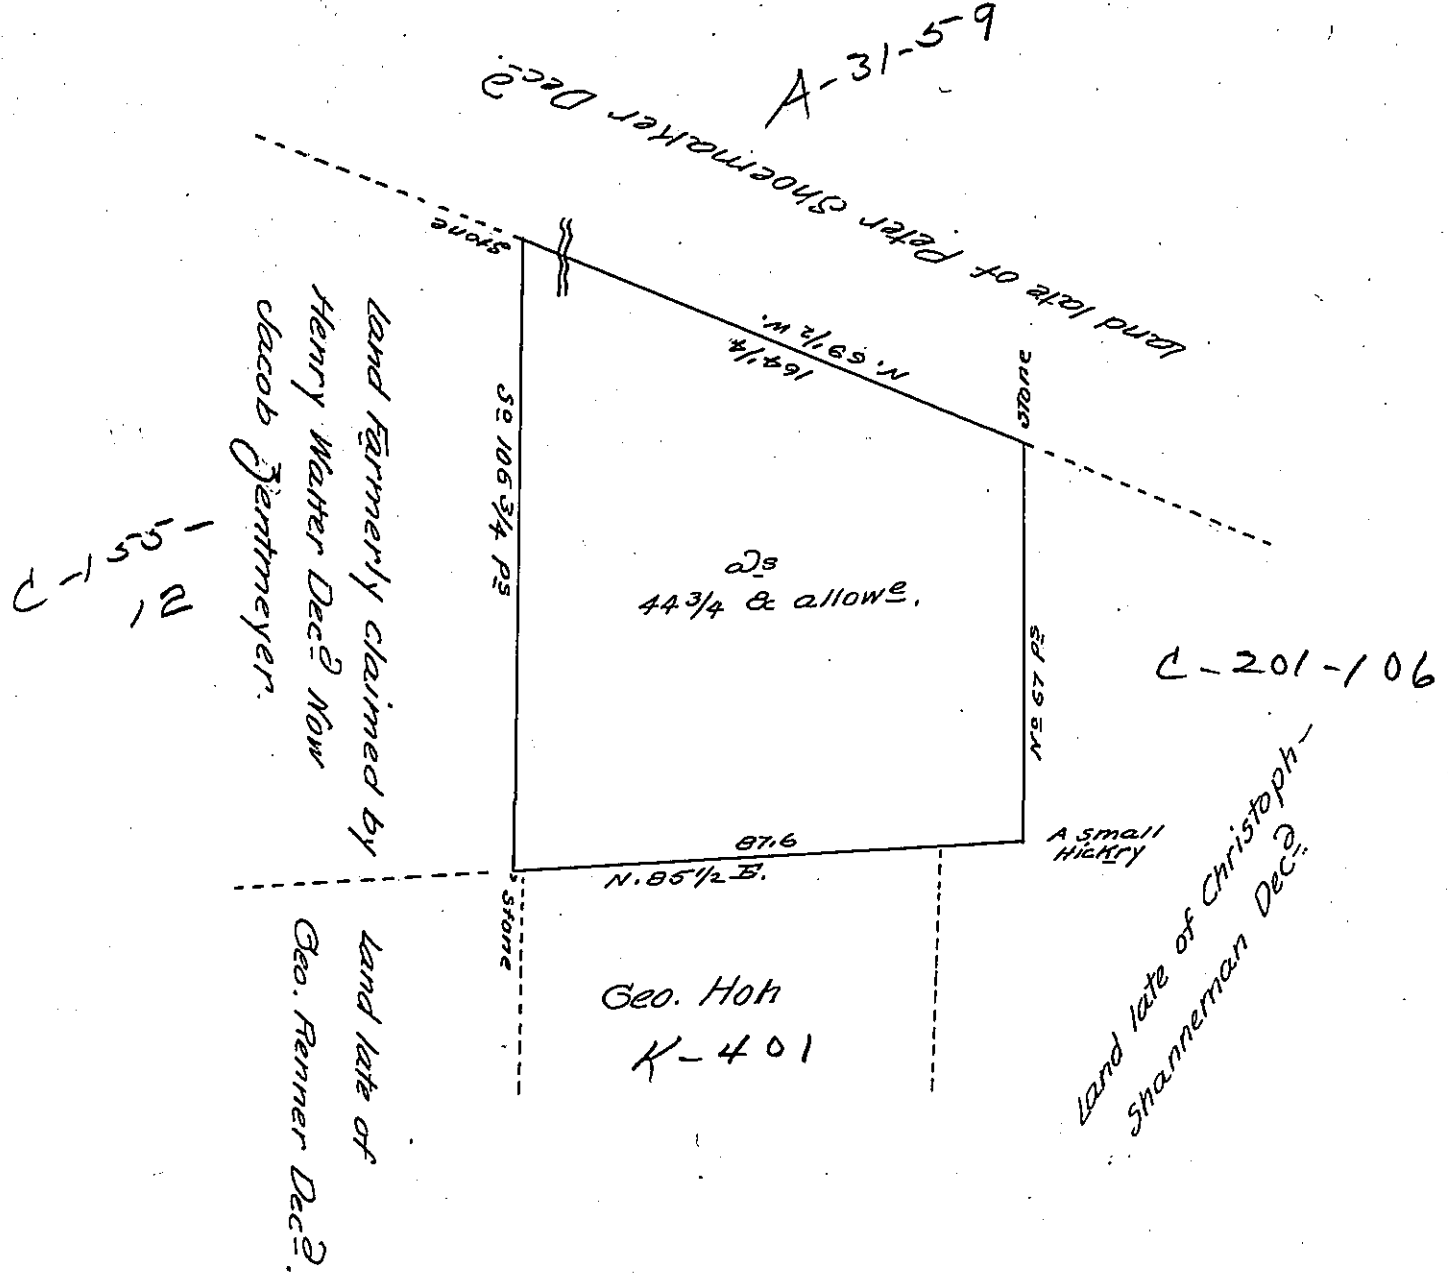 A-31-59
Land late of Peter Shoemaker Decd.
Stone
N. 69 1/2 W.
164 1/4
Stone
Land Farmerly claimed by
Henry Watter Decd Now
Jacob Zentmeyer.
C-155-
12
So 106 3/4 Ps
as
44 3/4 & allowe.
No 67 Ps
C-201-106
87.6
N. 85 1/2 E.
A small
Hickry
Stone
Land late of
Geo. Renner Decd.
Geo. Hoh
K-401
Land late of Christoph-
Shanneman Decd